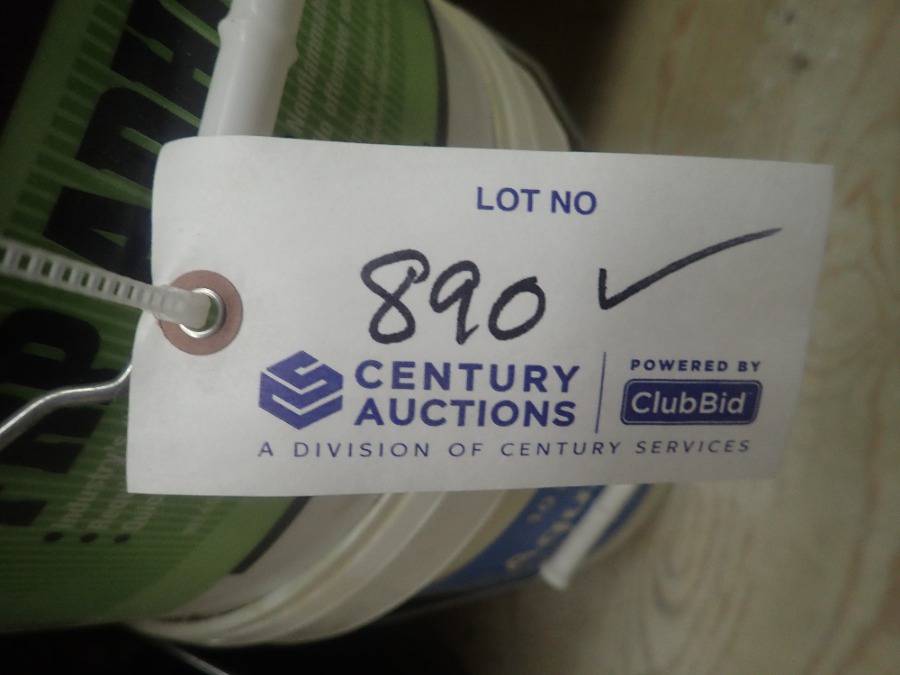 LOT NO
890 ✓
CENTURY
AUCTIONS
POWERED BY
ClubBid
A DIVISION OF CENTURY SERVICES